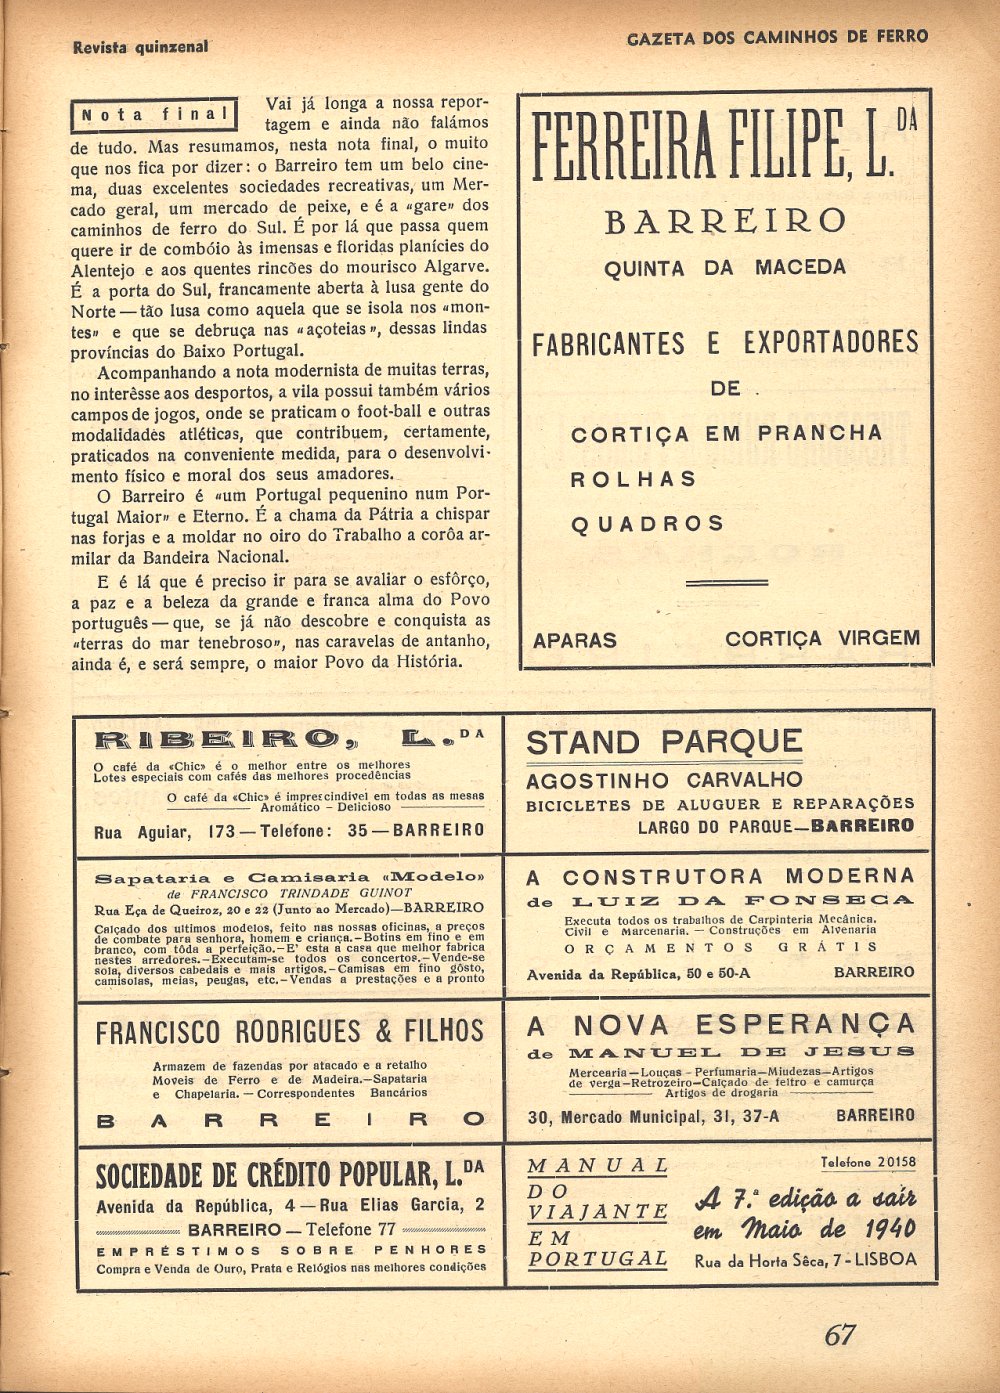 Revista quinzenal
GAZETA DOS CAMINHOS DE FERRO
Nota final
Vai já longa a nossa repor-
tagem e ainda não falámos
de tudo. Mas resumamos, nesta nota final, o muito
que nos fica por dizer: o Barreiro tem um belo cine-
ma, duas excelentes sociedades recreativas, um Mer-
cado geral, um mercado de peixe, e é a «gare» dos
caminhos de ferro do Sul. É por lá que passa quem
quere ir de combóio às imensas e floridas planícies do
Alentejo e aos quentes rincões do mourisco Algarve.
É a porta do Sul, francamente aberta à lusa gente do
Norte — tão lusa como aquela que se isola nos «mon-
tes» e que se debruça nas «açoteias», dessas lindas
províncias do Baixo Portugal.
Acompanhando a nota modernista de muitas terras,
no interêsse aos desportos, a vila possui também vários
campos de jogos, onde se praticam o foot-ball e outras
modalidades atléticas, que contribuem, certamente,
praticados na conveniente medida, para o desenvolvi-
mento físico e moral dos seus amadores.
O Barreiro é «um Portugal pequenino num Por-
tugal Maior» e Eterno. É a chama da Pátria a chispar
nas forjas e a moldar no oiro do Trabalho a corôa ar-
milar da Bandeira Nacional.
E é lá que é preciso ir para se avaliar o esfôrço,
a paz e a beleza da grande e franca alma do Povo
português — que, se já não descobre e conquista as
«terras do mar tenebroso», nas caravelas de antanho,
ainda é, e será sempre, o maior Povo da História.
FERREIRA FILIPE, L.DA
BARREIRO
QUINTA DA MACEDA
FABRICANTES E EXPORTADORES
DE
CORTIÇA EM PRANCHA
ROLHAS
QUADROS
APARAS CORTIÇA VIRGEM
RIBEIRO, L.DA
O café da «Chic» é o melhor entre os melhores
Lotes especiais com cafés das melhores procedências
O café da «Chic» é imprescindivel em todas as mesas
Aromático - Delicioso
Rua Aguiar, 173 — Telefone: 35 — BARREIRO
STAND PARQUE
AGOSTINHO CARVALHO
BICICLETES DE ALUGUER E REPARAÇÕES
LARGO DO PARQUE—BARREIRO
Sapataria e Camisaria «Modelo»
de FRANCISCO TRINDADE GUINOT
Rua Eça de Queiroz, 20 e 22 (Junto ao Mercado)—BARREIRO
Calçado dos ultimos modelos, feito nas nossas oficinas, a preços
de combate para senhora, homem e criança.-Botins em fino e em
branco, com tôda a perfeição.-E' esta a casa que melhor fabrica
nestes arredores.-Executam-se todos os concertos.-Vende-se
sola, diversos cabedais e mais artigos.-Camisas em fino gôsto,
camisolas, meias, peugas, etc.-Vendas a prestações e a pronto
A CONSTRUTORA MODERNA
de LUIZ DA FONSECA
Executa todos os trabalhos de Carpinteria Mecânica,
Civil e Marcenaria. — Construções em Alvenaria
ORÇAMENTOS GRÁTIS
Avenida da República, 50 e 50-A BARREIRO
FRANCISCO RODRIGUES & FILHOS
Armazem de fazendas por atacado e a retalho
Moveis de Ferro e de Madeira.—Sapataria
e Chapelaria. — Correspondentes Bancários
BARREIRO
A NOVA ESPERANÇA
de MANUEL DE JESUS
Mercearia—Louças - Perfumaria—Miudezas—Artigos
de verga—Retrozeiro—Calçado de feltro e camurça
Artigos de drogaria
30, Mercado Municipal, 31, 37-A BARREIRO
SOCIEDADE DE CRÉDITO POPULAR, L.DA
Avenida da República, 4 — Rua Elias Garcia, 2
BARREIRO — Telefone 77
EMPRÉSTIMOS SOBRE PENHORES
Compra e Venda de Ouro, Prata e Relógios nas melhores condições
MANUAL
DO
VIAJANTE
EM
PORTUGAL
Telefone 20158
A 7.ª edição a sair
em Maio de 1940
Rua da Horta Sêca, 7 - LISBOA
67